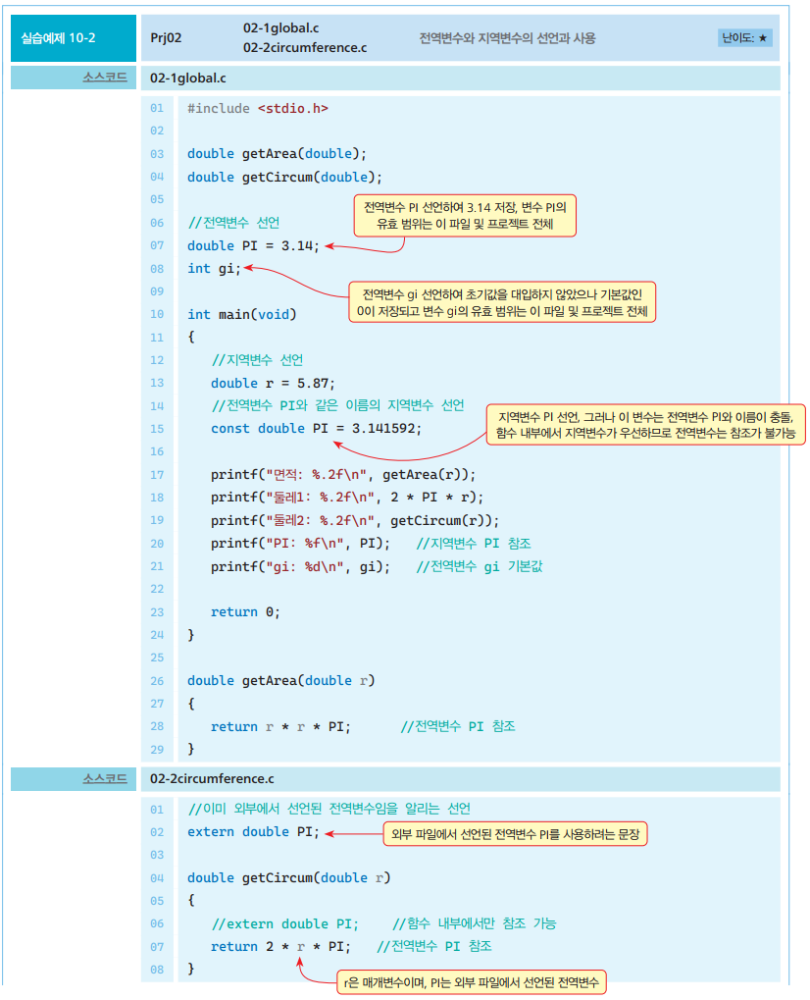 실습예제 10-2
Prj02
02-1global.c
02-2circumference.c
전역변수와 지역변수의 선언과 사용
난이도: ★
소스코드
02-1global.c
01 #include <stdio.h>
02
03 double getArea(double);
04 double getCircum(double);
05
06 //전역변수 선언
전역변수 PI 선언하여 3.14 저장, 변수 PI의
유효 범위는 이 파일 및 프로젝트 전체
07 double PI = 3.14;
08 int gi;
09
전역변수 gi 선언하여 초기값을 대입하지 않았으나 기본값인
0이 저장되고 변수 gi의 유효 범위는 이 파일 및 프로젝트 전체
10 int main(void)
11 {
12 //지역변수 선언
13 double r = 5.87;
14 //전역변수 PI와 같은 이름의 지역변수 선언
15 const double PI = 3.141592;
지역변수 PI 선언, 그러나 이 변수는 전역변수 PI와 이름이 충돌,
함수 내부에서 지역변수가 우선하므로 전역변수는 참조가 불가능
16
17 printf("면적: %.2f\n", getArea(r));
18 printf("둘레1: %.2f\n", 2 * PI * r);
19 printf("둘레2: %.2f\n", getCircum(r));
20 printf("PI: %f\n", PI); //지역변수 PI 참조
21 printf("gi: %d\n", gi); //전역변수 gi 기본값
22
23 return 0;
24 }
25
26 double getArea(double r)
27 {
28 return r * r * PI; //전역변수 PI 참조
29 }
소스코드
02-2circumference.c
01 //이미 외부에서 선언된 전역변수임을 알리는 선언
02 extern double PI;
외부 파일에서 선언된 전역변수 PI를 사용하려는 문장
03
04 double getCircum(double r)
05 {
06 //extern double PI; //함수 내부에서만 참조 가능
07 return 2 * r * PI; //전역변수 PI 참조
08 }
r은 매개변수이며, PI는 외부 파일에서 선언된 전역변수